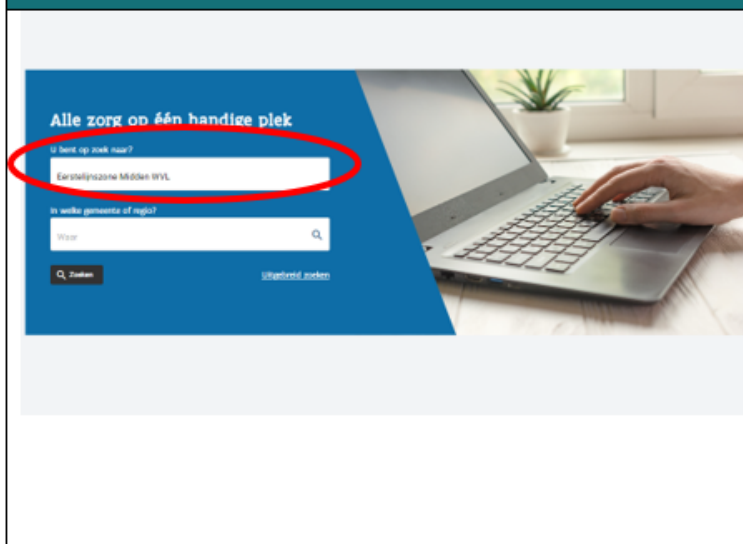 Alle zorg op één handige plek
U bent op zoek naar?
Eerstelijnszone Midden WVL
In welke gemeente of regio?
Waar
Zoeken
Uitgebreid zoeken